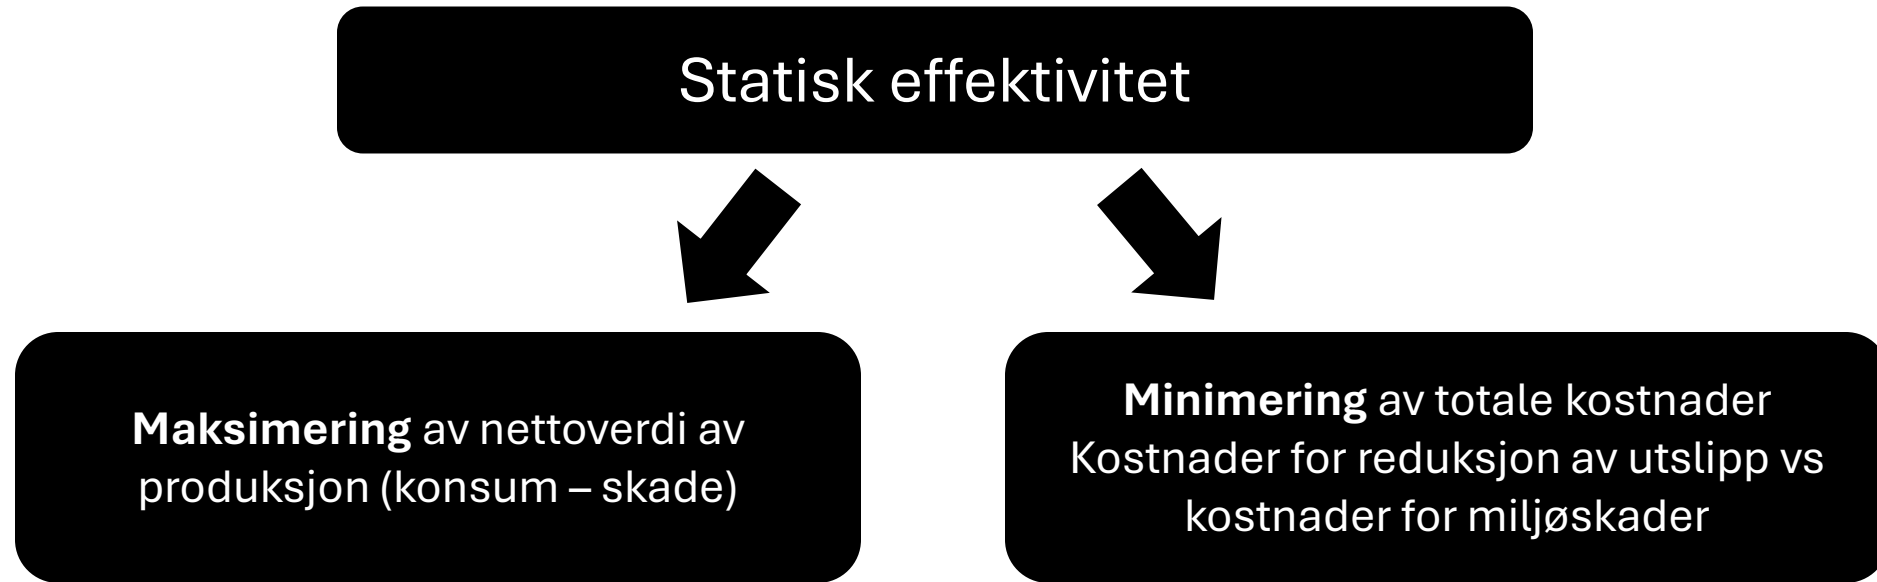 Statisk effektivitet
Maksimering av nettoverdi av
produksjon (konsum – skade)
Minimering av totale kostnader
Kostnader for reduksjon av utslipp vs
kostnader for miljøskader